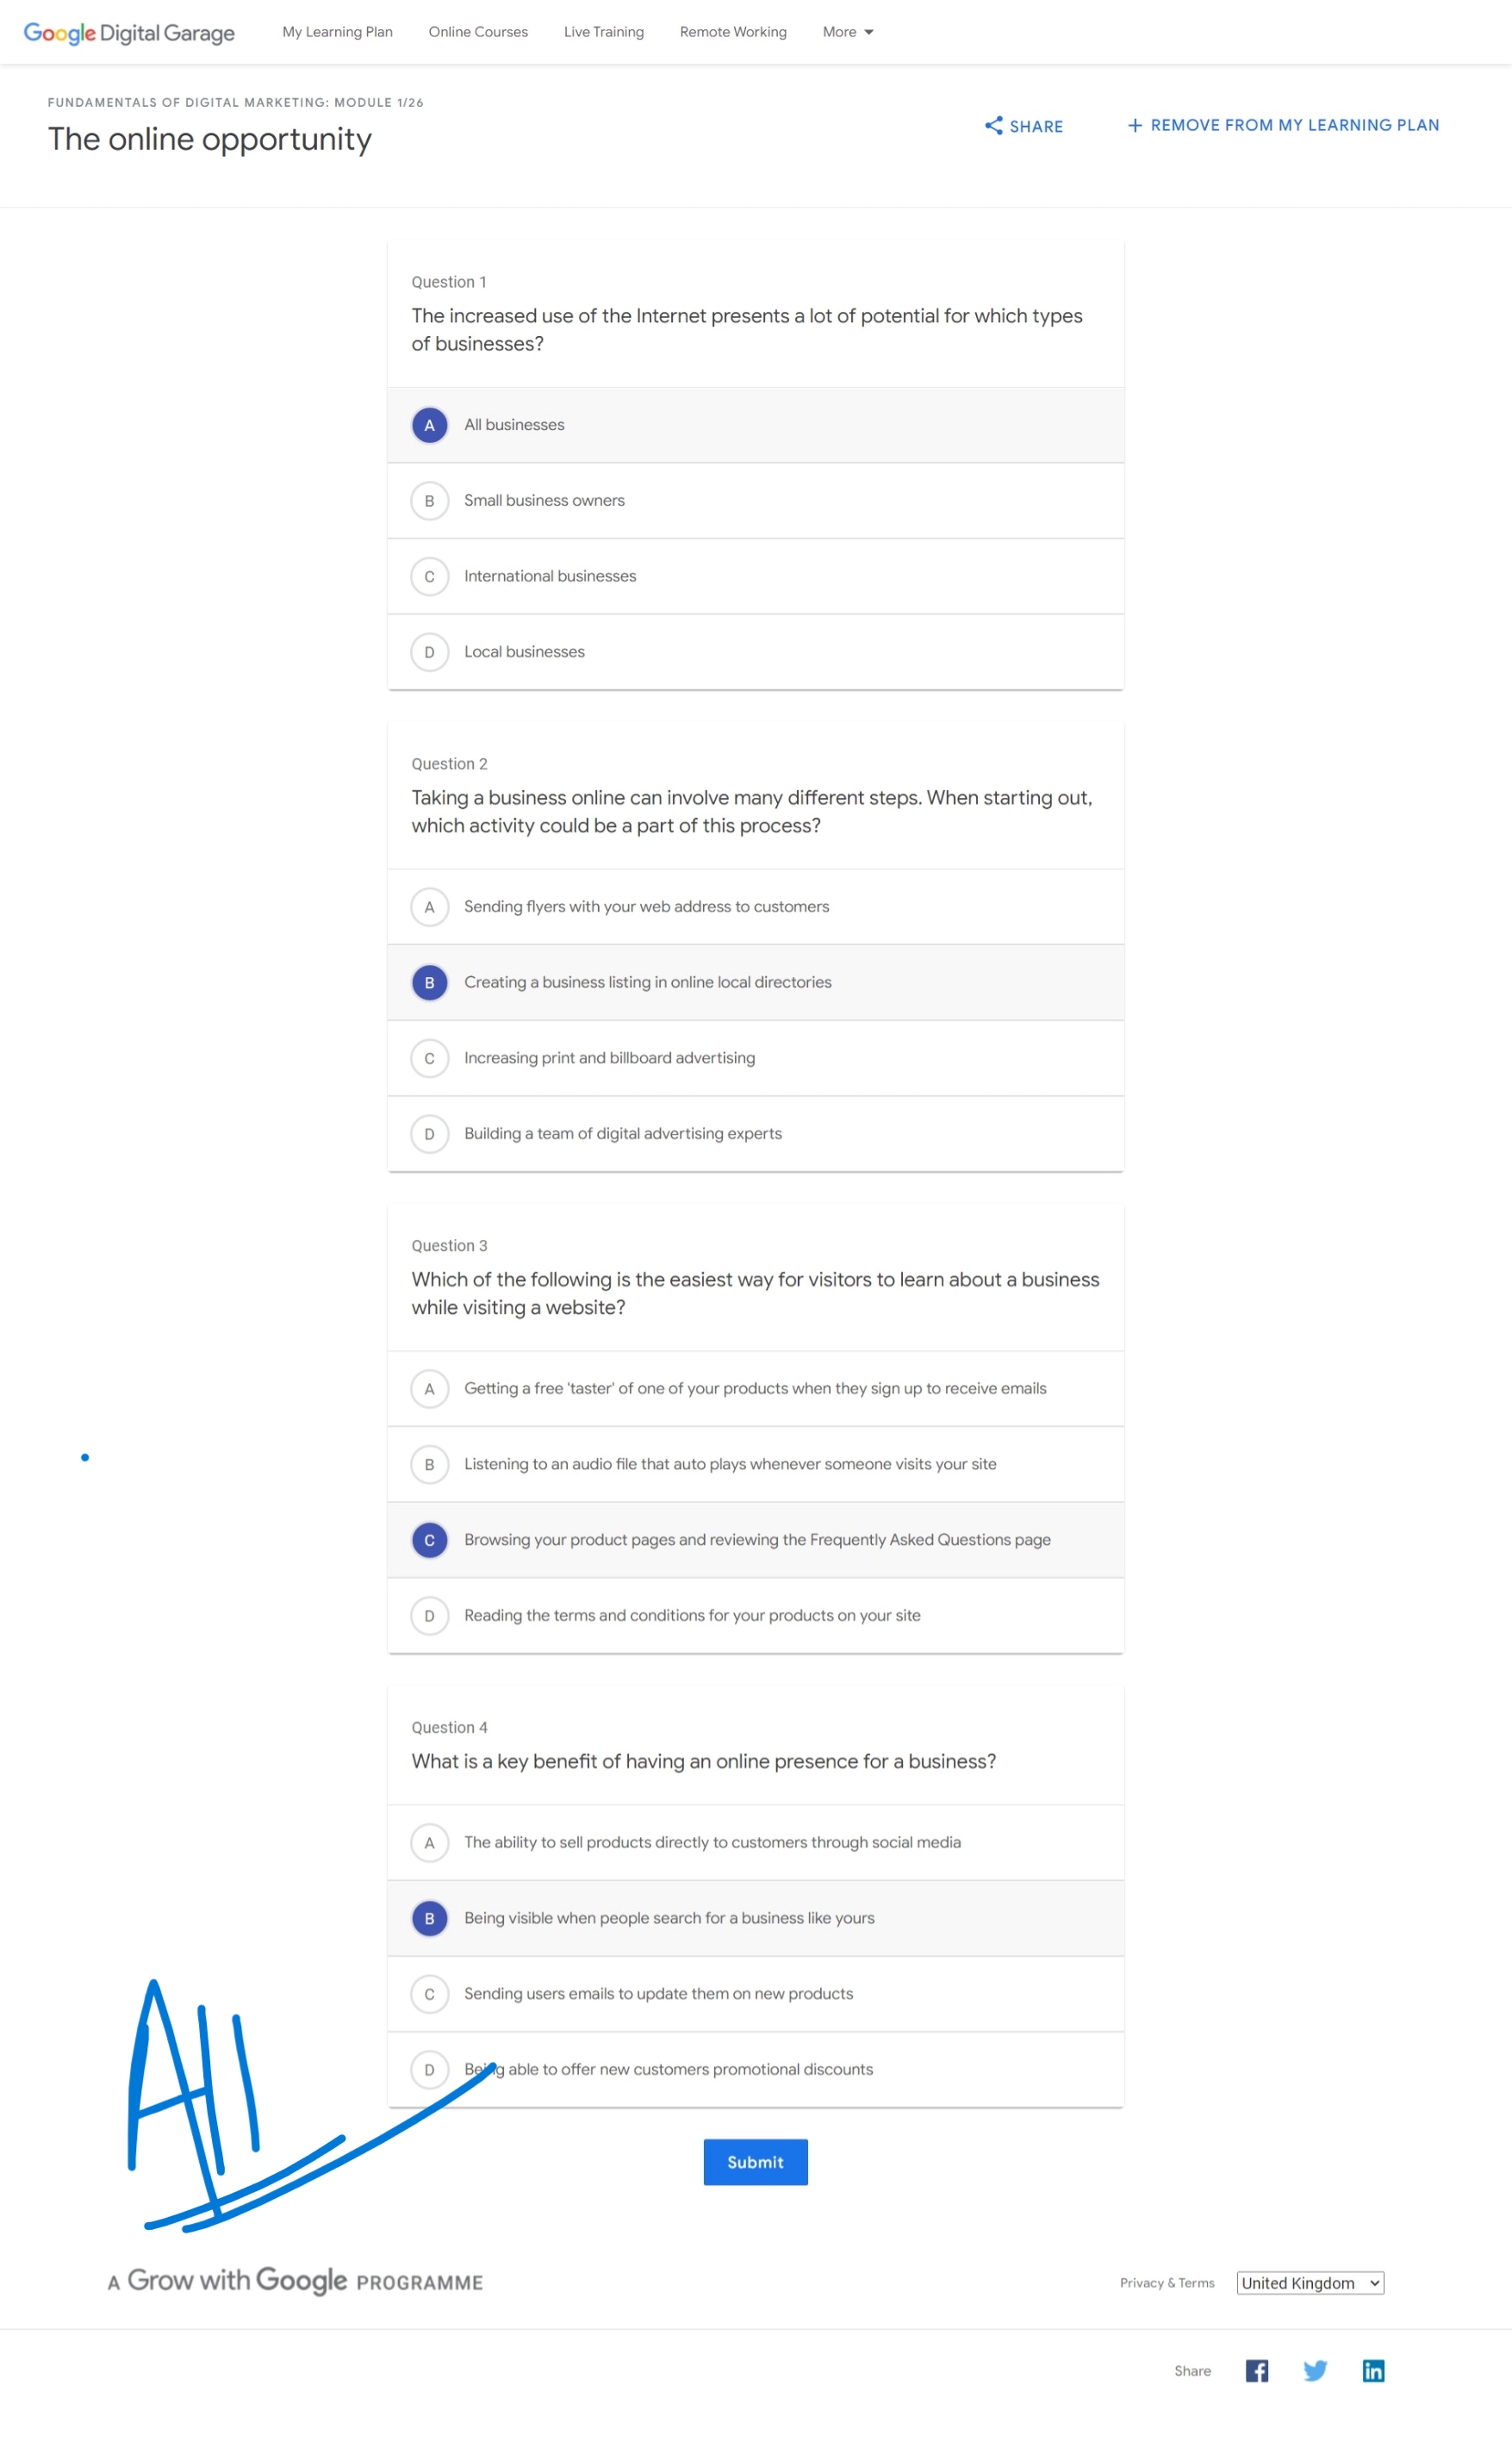 Google Digital Garage My Learning Plan Online Courses Live Training Remote Working More
FUNDAMENTALS OF DIGITAL MARKETING: MODULE 1/26
The online opportunity
SHARE
+ REMOVE FROM MY LEARNING PLAN
Question 1
The increased use of the Internet presents a lot of potential for which types
of businesses?
A All businesses
B Small business owners
C International businesses
D Local businesses
Question 2
Taking a business online can involve many different steps. When starting out,
which activity could be a part of this process?
A Sending flyers with your web address to customers
B Creating a business listing in online local directories
C Increasing print and billboard advertising
D Building a team of digital advertising experts
Question 3
Which of the following is the easiest way for visitors to learn about a business
while visiting a website?
A Getting a free 'taster' of one of your products when they sign up to receive emails
B Listening to an audio file that auto plays whenever someone visits your site
C Browsing your product pages and reviewing the Frequently Asked Questions page
D Reading the terms and conditions for your products on your site
Question 4
What is a key benefit of having an online presence for a business?
A The ability to sell products directly to customers through social media
B Being visible when people search for a business like yours
C Sending users emails to update them on new products
D Being able to offer new customers promotional discounts
All
Submit
A Grow with Google PROGRAMME
Privacy & Terms United Kingdom
Share